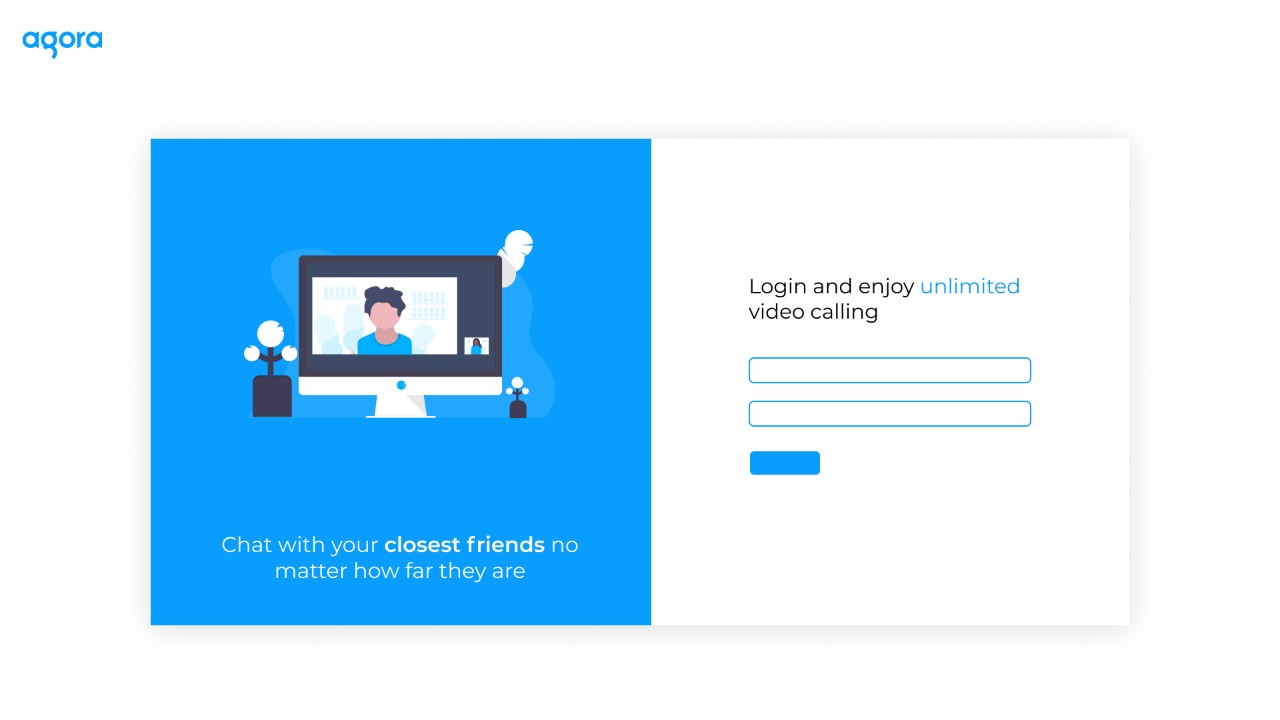 agora
Login and enjoy unlimited
video calling
Chat with your closest friends no
matter how far they are